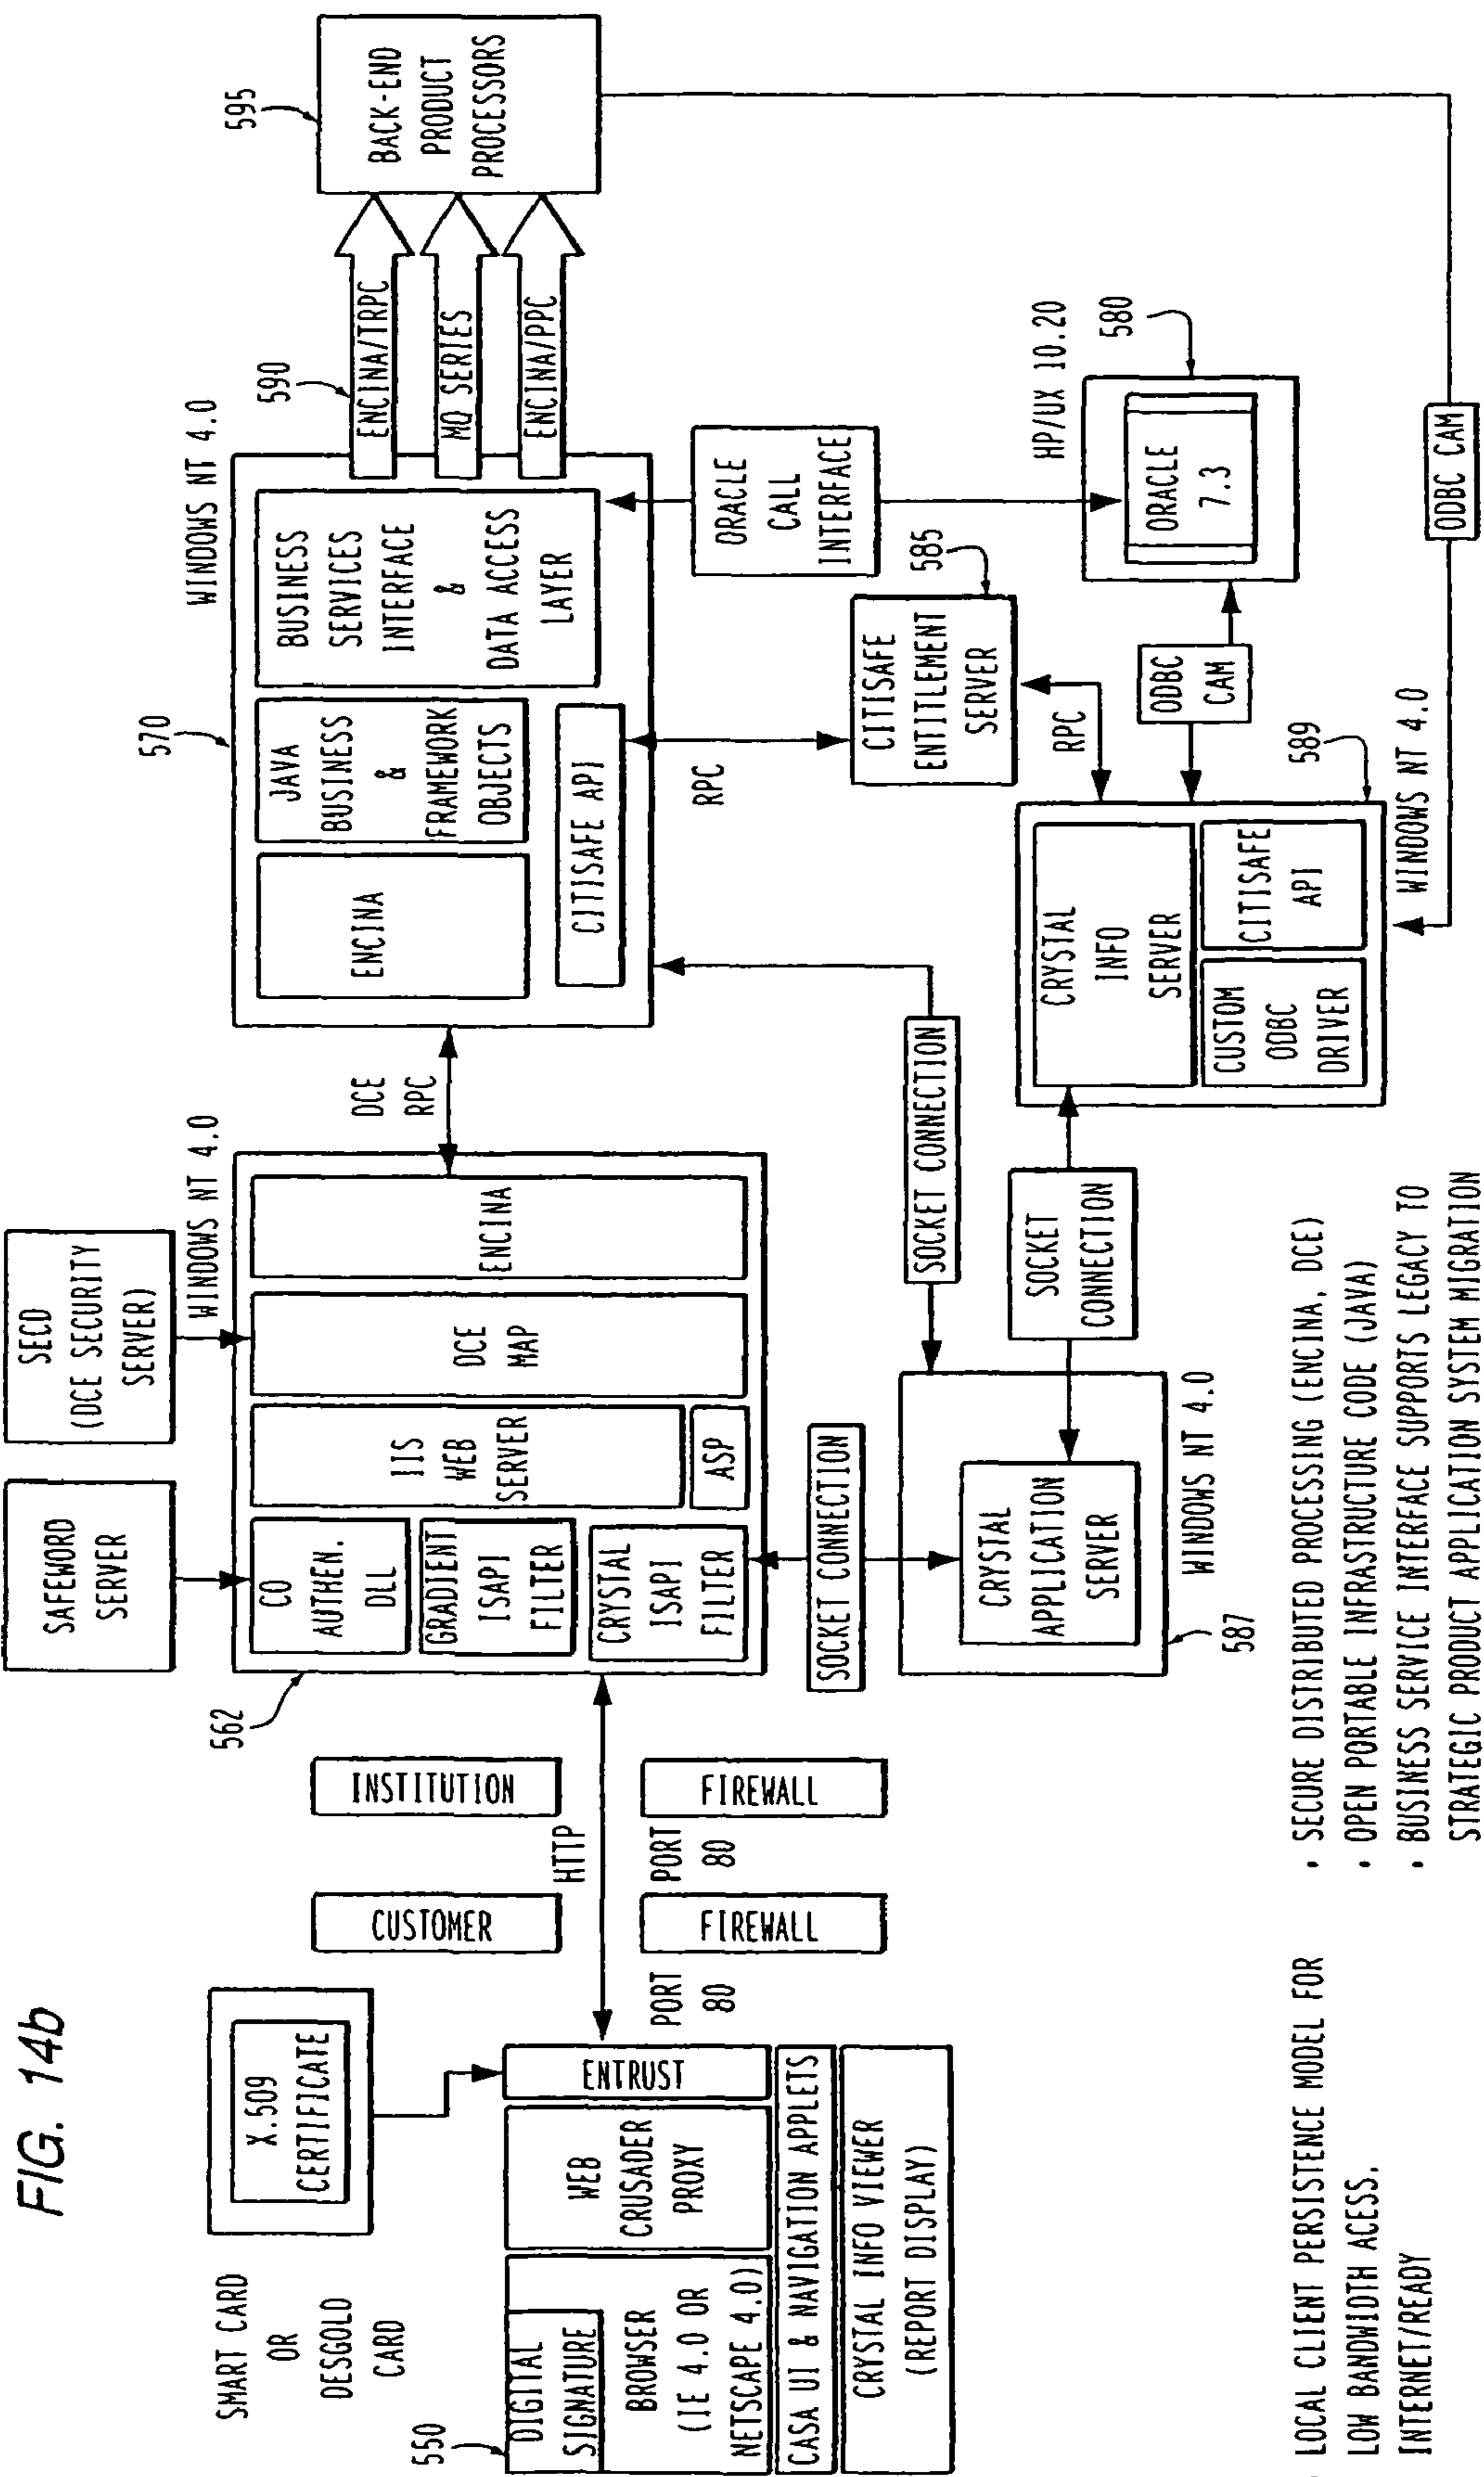 FIG. 14b
SMART CARD
OR
DESGOLD
CARD
X.509
CERTIFICATE
550
DIGITAL
SIGNATURE
BROWSER
(IE 4.0 OR
NETSCAPE 4.0)
WEB
CRUSADER
PROXY
ENTRUST
CASA UI & NAVIGATION APPLETS
CRYSTAL INFO VIEWER
(REPORT DISPLAY)
CUSTOMER
INSTITUTION
HTTP
PORT
80
FIREWALL
PORT
80
FIREWALL
SAFEWORD
SERVER
SECD
(DCE SECURITY
SERVER)
WINDOWS NT 4.0
562
CO
AUTHEN.
DLL
GRADIENT
ISAPI
FILTER
CRYSTAL
ISAPI
FILTER
IIS
WEB
SERVER
ASP
DCE
MAP
ENCINA
DCE
RPC
570
WINDOWS NT 4.0
ENCINA
JAVA
BUSINESS
&
FRAMEWORK
OBJECTS
BUSINESS
SERVICES
INTERFACE
&
DATA ACCESS
LAYER
CITISAFE API
590
ENCINA/TRPC
MQ SERIES
ENCINA/PPC
595
BACK-END
PRODUCT
PROCESSORS
SOCKET CONNECTION
SOCKET CONNECTION
RPC
ORACLE
CALL
INTERFACE
585
CITISAFE
ENTITLEMENT
SERVER
RPC
HP/UX 10.20
580
ORACLE
7.3
ODBC
CAM
CRYSTAL
APPLICATION
SERVER
WINDOWS NT 4.0
587
SOCKET
CONNECTION
CRYSTAL
INFO
SERVER
CUSTOM
ODBC
DRIVER
CITISAFE
API
589
WINDOWS NT 4.0
ODBC CAM
· LOCAL CLIENT PERSISTENCE MODEL FOR
LOW BANDWIDTH ACESS.
INTERNET/READY
· SECURE DISTRIBUTED PROCESSING (ENCINA, DCE)
· OPEN PORTABLE INFRASTRUCTURE CODE (JAVA)
· BUSINESS SERVICE INTERFACE SUPPORTS LEGACY TO
STRATEGIC PRODUCT APPLICATION SYSTEM MIGRATION